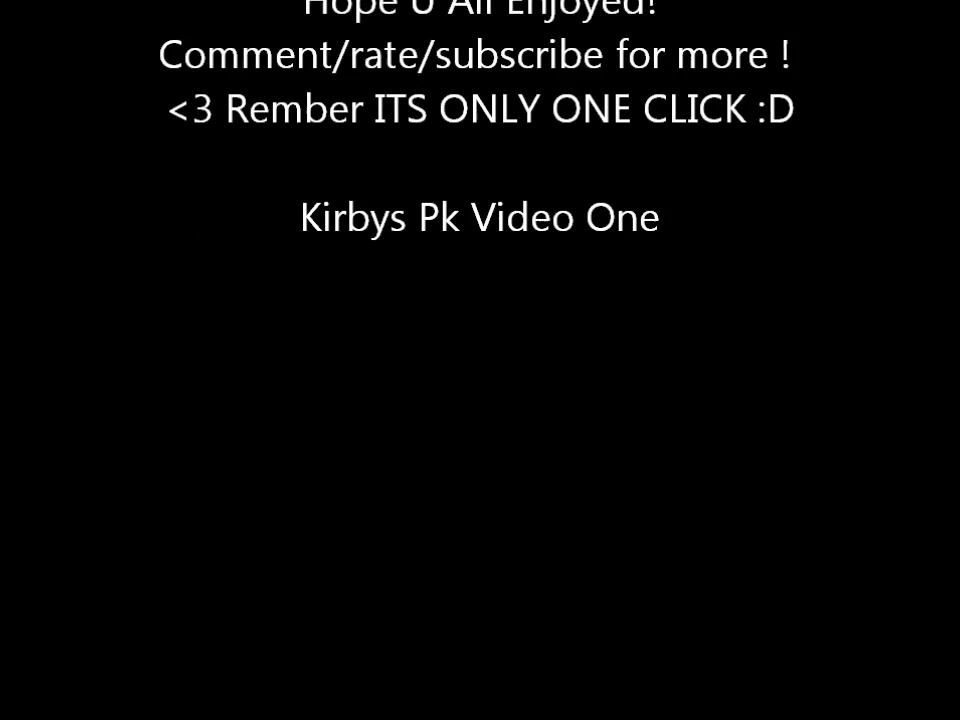 Hope U All Enjoyed!
Comment/rate/subscribe for more !
<3 Rember ITS ONLY ONE CLICK :D
Kirbys Pk Video One